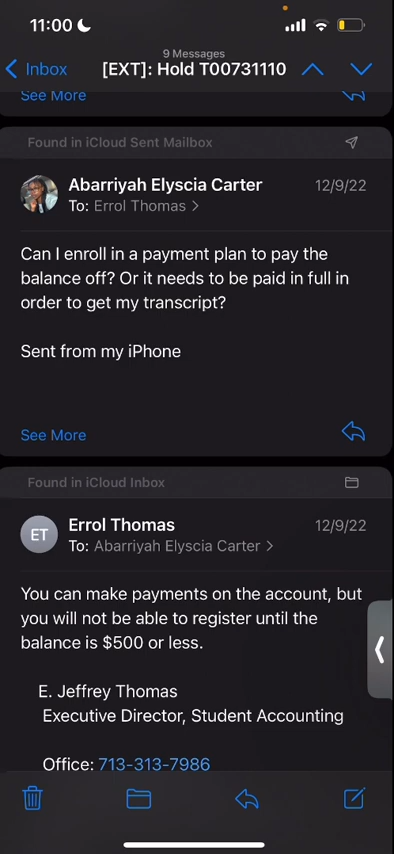 11:00
9 Messages
Inbox
[EXT]: Hold T00731110
See More
Found in iCloud Sent Mailbox
Abarriyah Elyscia Carter
12/9/22
To: Errol Thomas >
Can I enroll in a payment plan to pay the
balance off? Or it needs to be paid in full in
order to get my transcript?
Sent from my iPhone
See More
Found in iCloud Inbox
ET
Errol Thomas
12/9/22
To: Abarriyah Elyscia Carter >
You can make payments on the account, but
you will not be able to register until the
balance is $500 or less.
E. Jeffrey Thomas
Executive Director, Student Accounting
Office: 713-313-7986